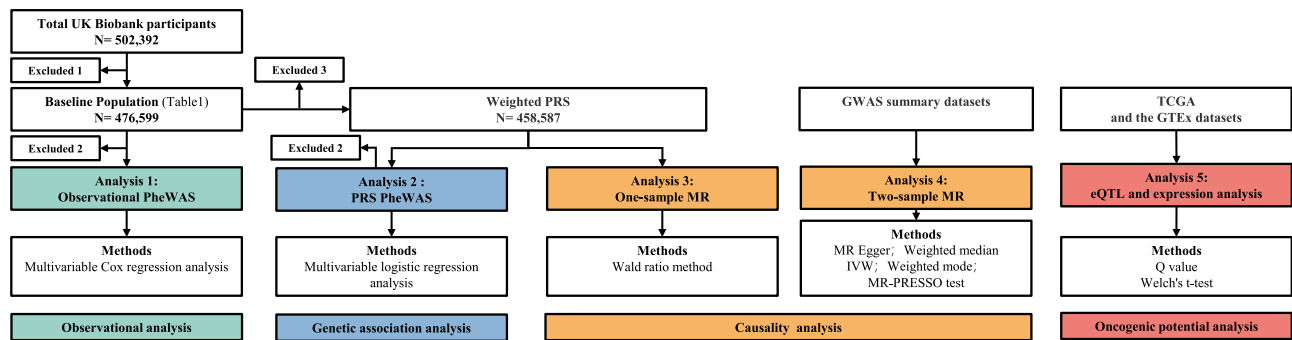 Total UK Biobank participants
N= 502,392
Excluded 1
Excluded 3
Baseline Population (Table1)
N= 476,599
Weighted PRS
N= 458,587
GWAS summary datasets
TCGA
and the GTEx datasets
Excluded 2
Excluded 2
Analysis 1:
Observational PheWAS
Analysis 2 :
PRS PheWAS
Analysis 3:
One-sample MR
Analysis 4:
Two-sample MR
Analysis 5:
eQTL and expression analysis
Methods
Multivariable Cox regression analysis
Methods
Multivariable logistic regression
analysis
Methods
Wald ratio method
Methods
MR Egger；Weighted median
IVW；Weighted mode；
MR-PRESSO test
Methods
Q value
Welch's t-test
Observational analysis
Genetic association analysis
Causality analysis
Oncogenic potential analysis